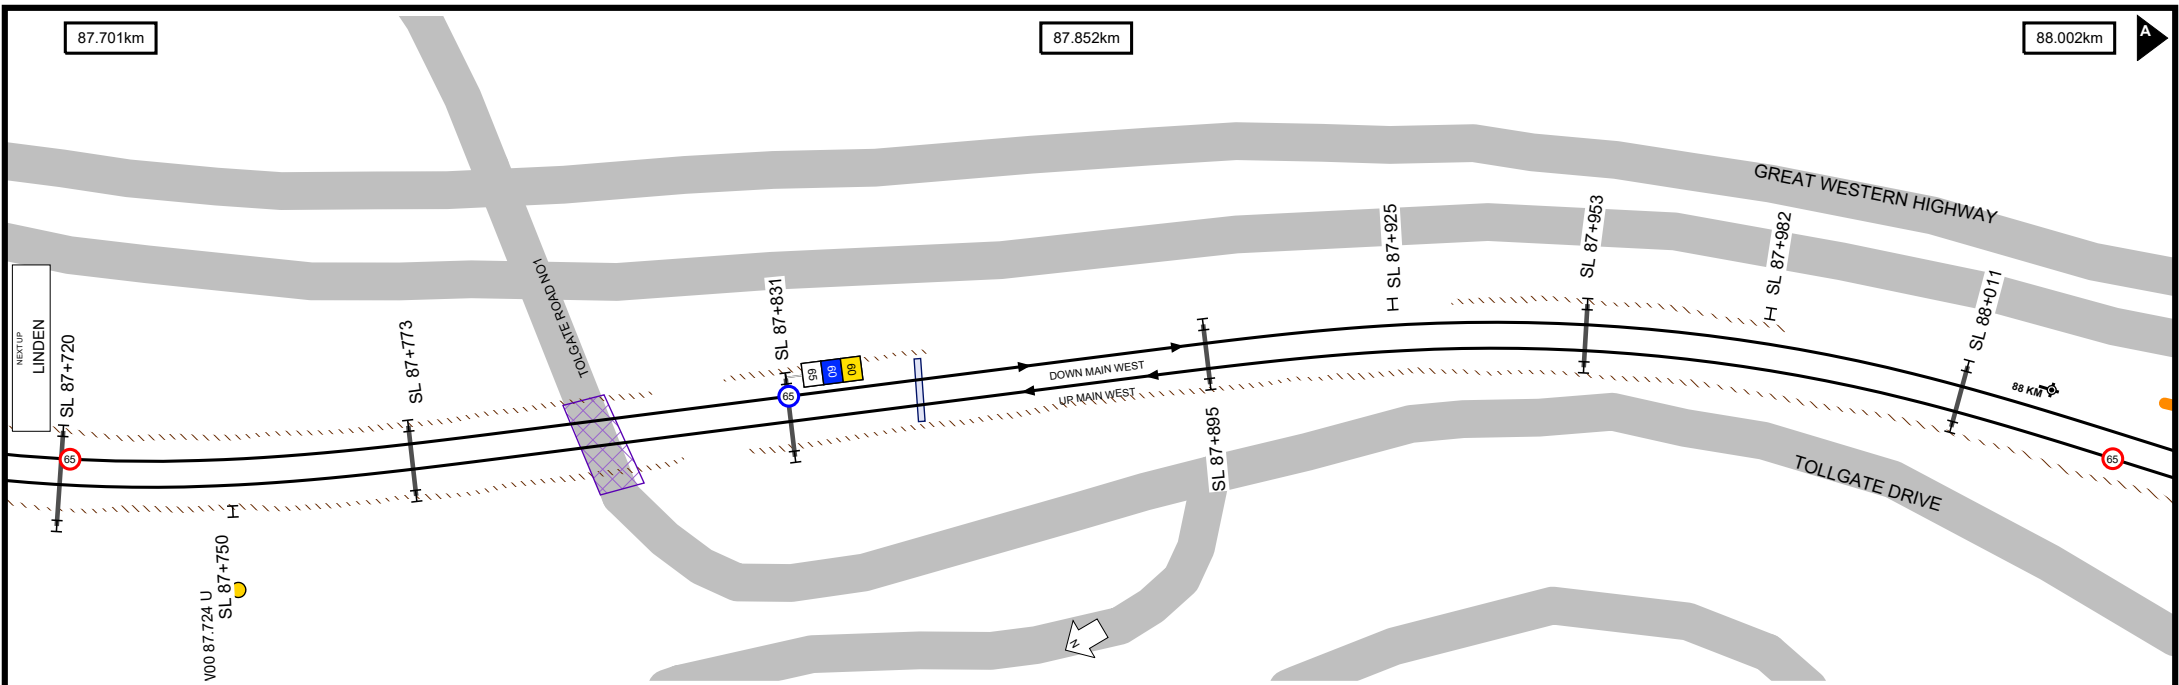 87.701km
87.852km
88.002km
A
GREAT WESTERN HIGHWAY
TOLGATE ROAD NO1
NEXT UP
LINDEN
SL 87+720
SL 87+773
SL 87+831
SL 87+925
SL 87+953
SL 87+982
SL 88+011
65
60
60
65
65
DOWN MAIN WEST
UP MAIN WEST
88 KM
65
SL 87+895
TOLLGATE DRIVE
SL 87+750
V00 87.724 U
N